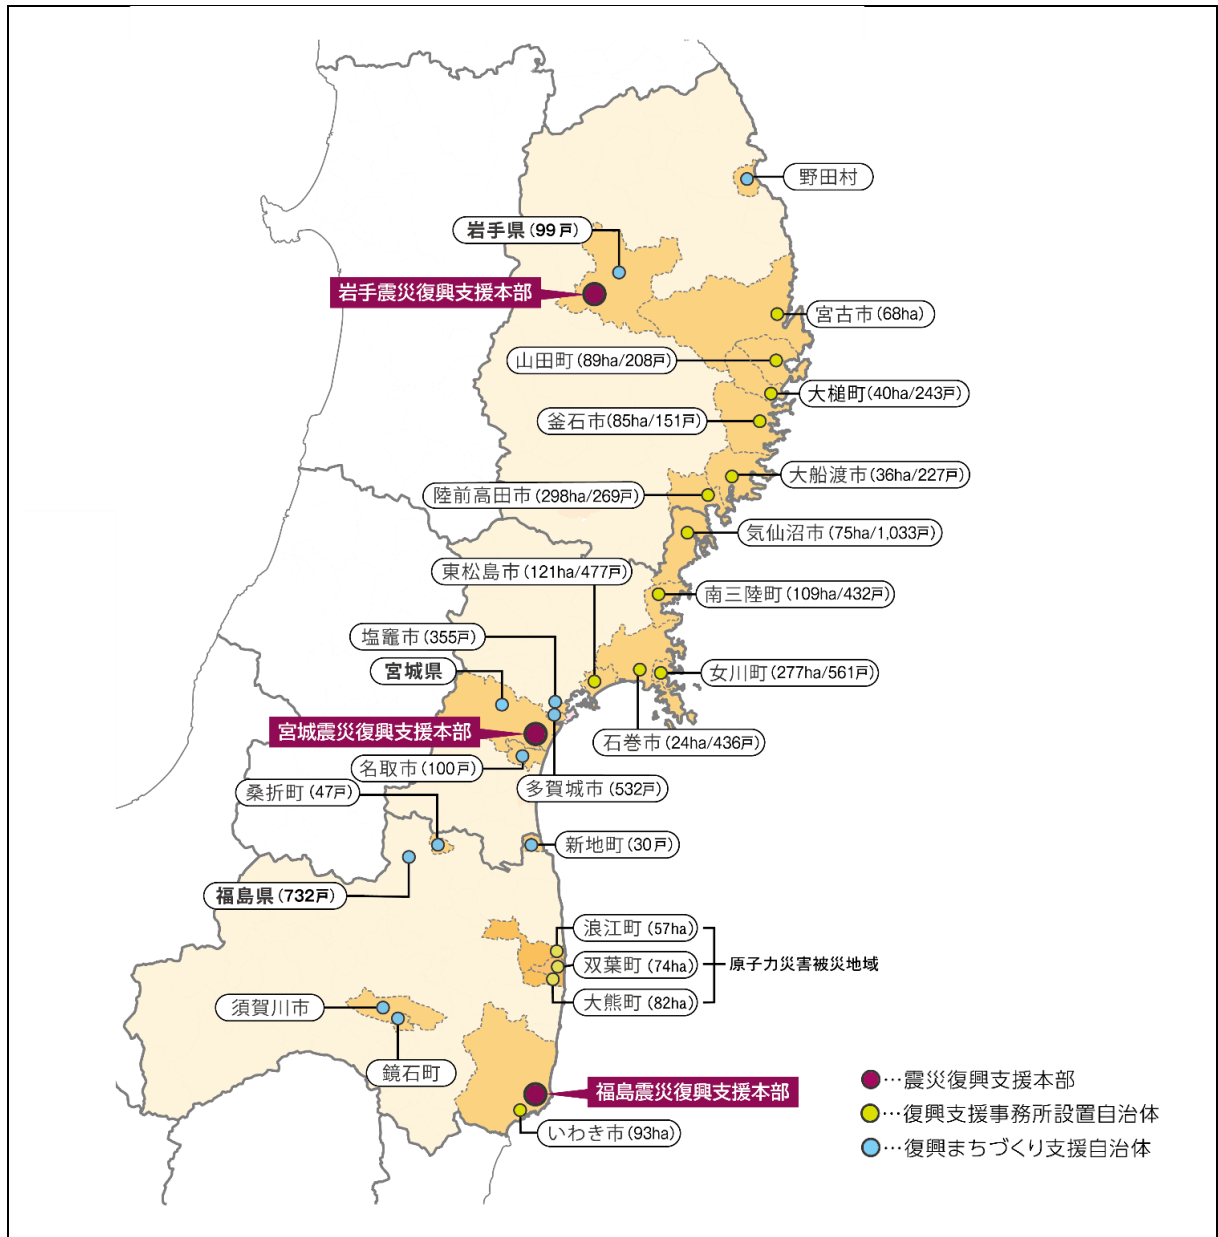 野田村
岩手県(99戸)
岩手震災復興支援本部
宮古市(68ha)
山田町(89ha/208戸)
大槌町(40ha/243戸)
釜石市(85ha/151戸)
大船渡市(36ha/227戸)
陸前高田市(298ha/269戸)
気仙沼市(75ha/1,033戸)
東松島市(121ha/477戸)
南三陸町(109ha/432戸)
塩竈市(355戸)
宮城県
女川町(277ha/561戸)
宮城震災復興支援本部
石巻市(24ha/436戸)
名取市(100戸)
多賀城市(532戸)
桑折町(47戸)
新地町(30戸)
福島県(732戸)
浪江町(57ha)
双葉町(74ha)
原子力災害被災地域
大熊町(82ha)
須賀川市
鏡石町
福島震災復興支援本部
いわき市(93ha)
…震災復興支援本部
…復興支援事務所設置自治体
…復興まちづくり支援自治体